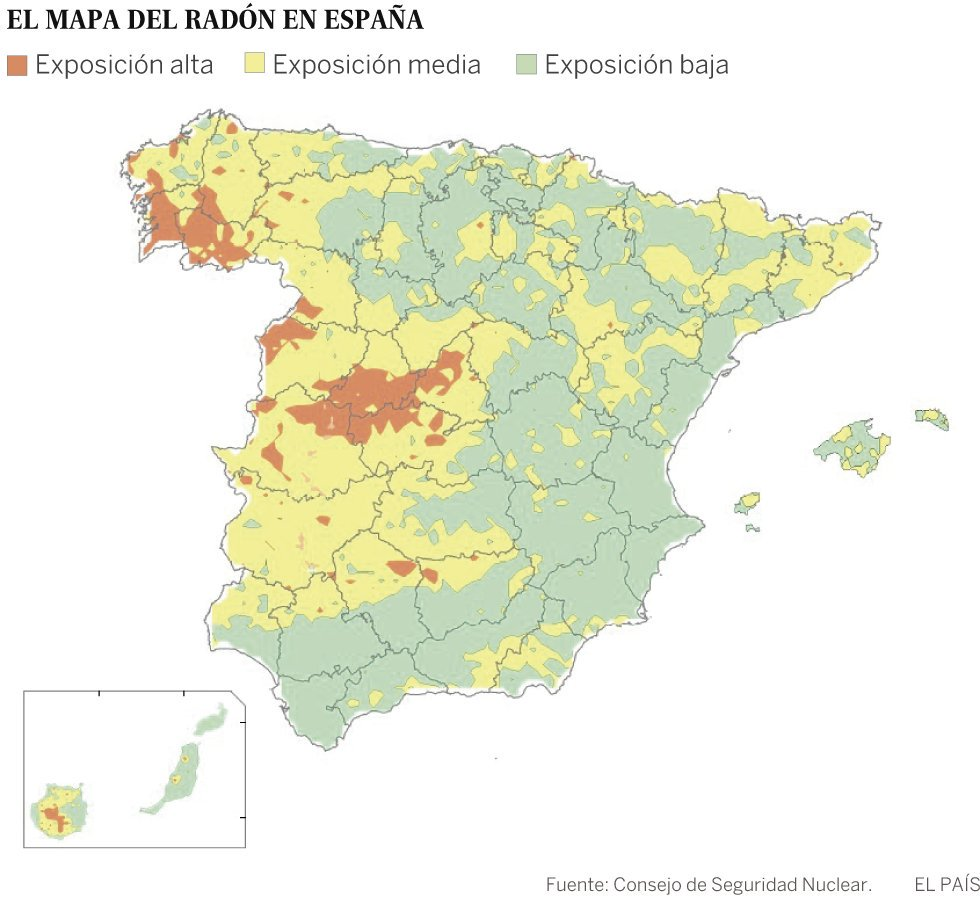 EL MAPA DEL RADÓN EN ESPAÑA
Exposición alta Exposición media Exposición baja
Fuente: Consejo de Seguridad Nuclear. EL PAÍS